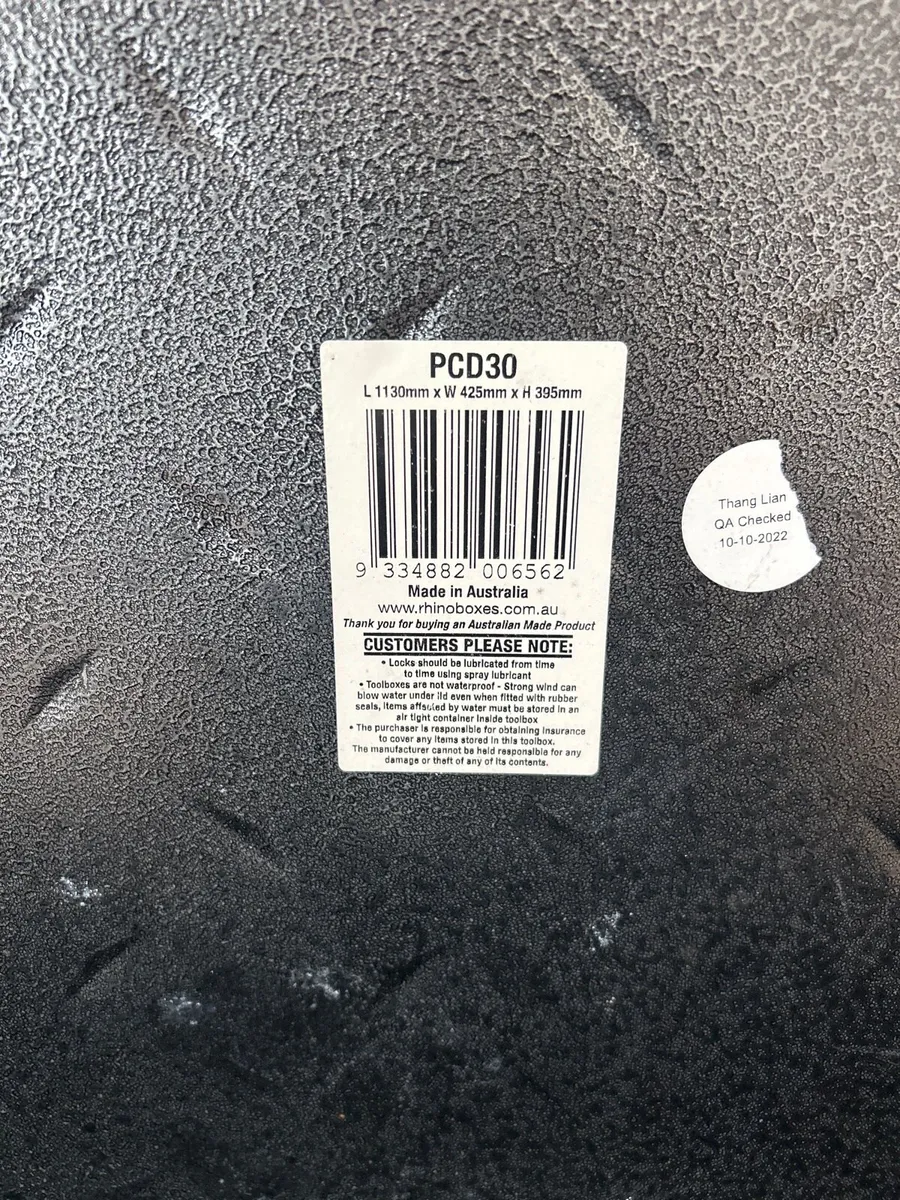 PCD30
L 1130mm x W 425mm x H 395mm
9 334882 006562
Made in Australia
www.rhinoboxes.com.au
Thank you for buying an Australian Made Product
CUSTOMERS PLEASE NOTE:
• Locks should be lubricated from time
to time using spray lubricant
• Toolboxes are not waterproof - Strong wind can
blow water under lid even when fitted with rubber
seals, items affected by water must be stored in an
air tight container inside toolbox
• The purchaser is responsible for obtaining insurance
to cover any items stored in this toolbox.
The manufacturer cannot be held responsible for any
damage or theft of any of its contents.
Thang Lian
QA Checked
10-10-2022